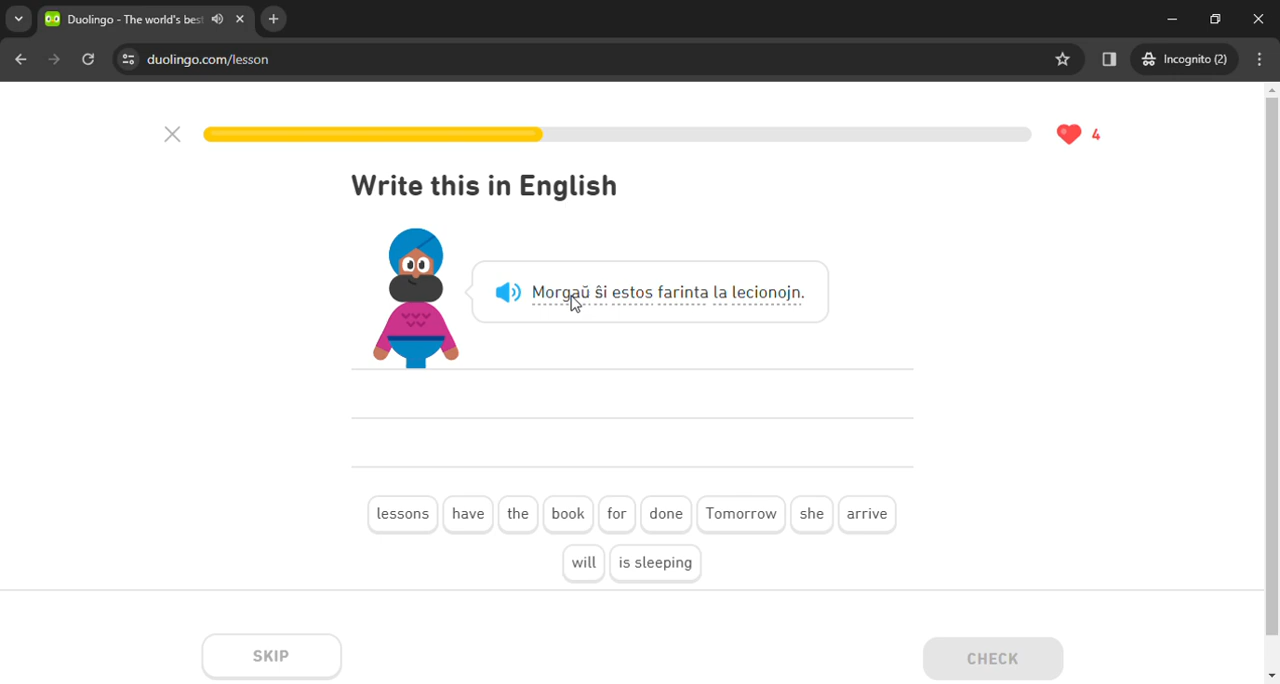 Duolingo - The world's best
duolingo.com/lesson
Incognito (2)
4
Write this in English
Morgaŭ ŝi estos farinta la lecionojn.
lessons have the book for done Tomorrow she arrive
will is sleeping
SKIP
CHECK